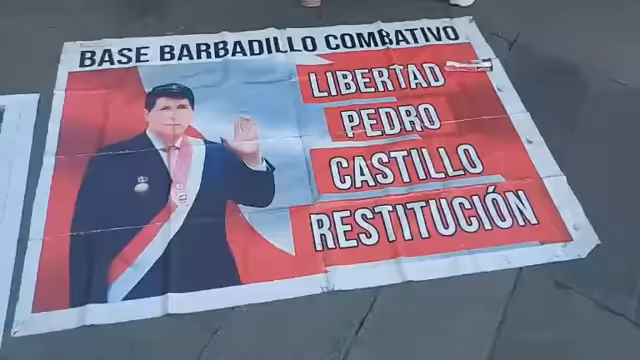 BASE BARBADILLO COMBATIVO
LIBERTAD
PEDRO
CASTILLO
RESTITUCIÓN